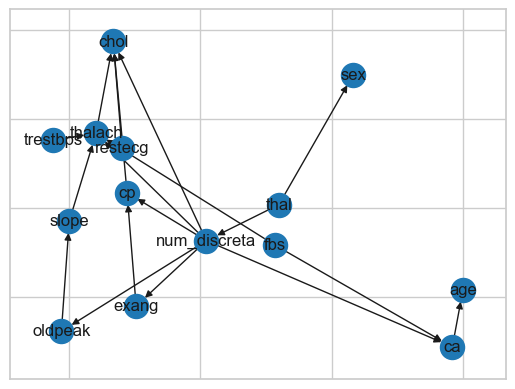 chol
sex
trestbps
thalach
restecg
cp
thal
slope
num_discreta
fbs
age
exang
oldpeak
ca